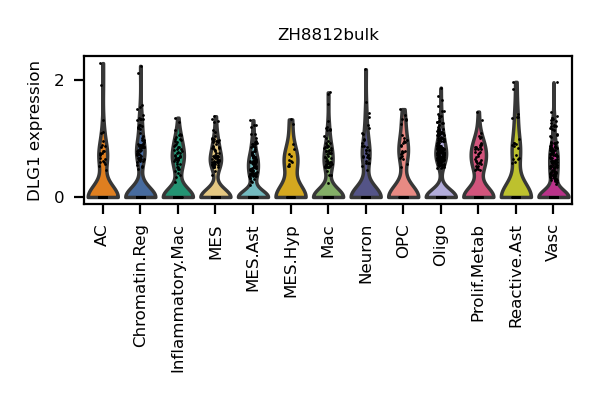 ZH8812bulk
DLG1 expression
2
0
AC
Chromatin.Reg
Inflammatory.Mac
MES
MES.Ast
MES.Hyp
Mac
Neuron
OPC
Oligo
Prolif.Metab
Reactive.Ast
Vasc